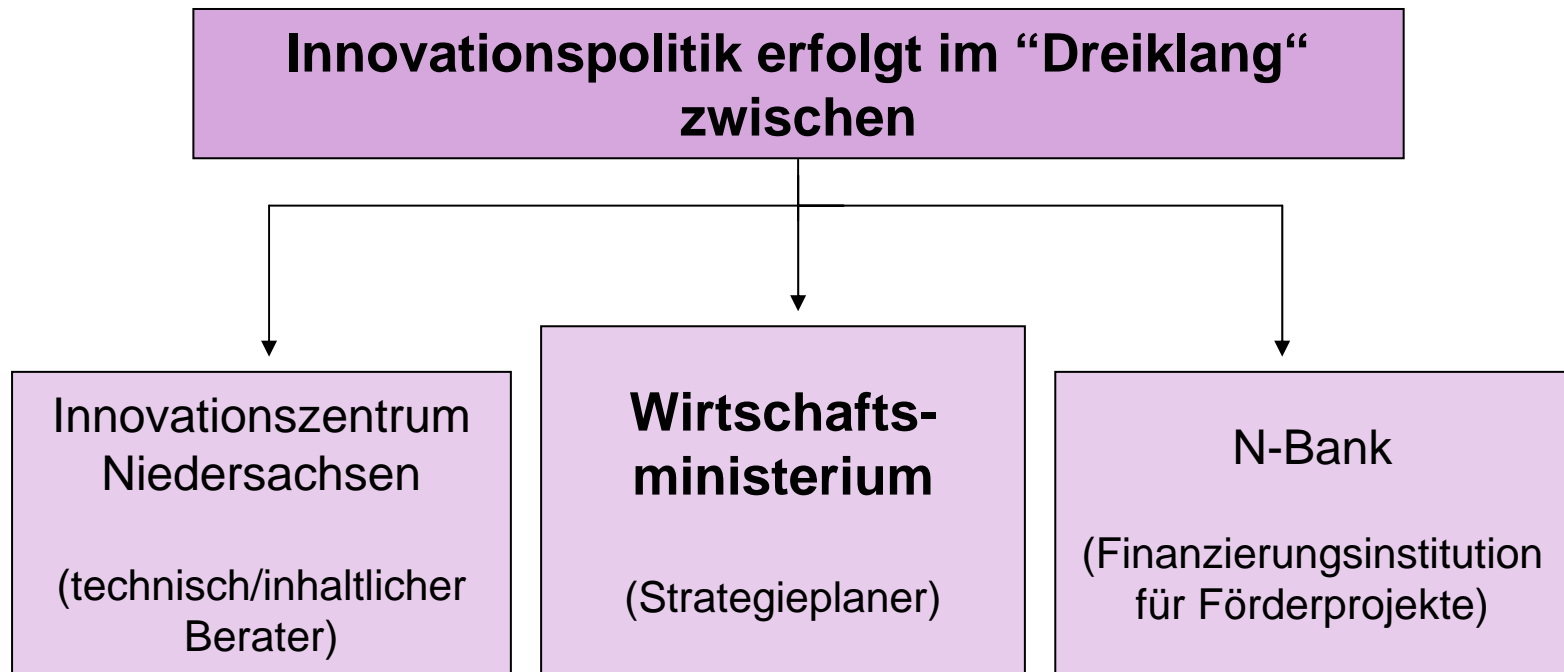 Innovationspolitik erfolgt im “Dreiklang“
zwischen
Innovationszentrum
Niedersachsen
(technisch/inhaltlicher
Berater)
Wirtschafts-
ministerium
(Strategieplaner)
N-Bank
(Finanzierungsinstitution
für Förderprojekte)